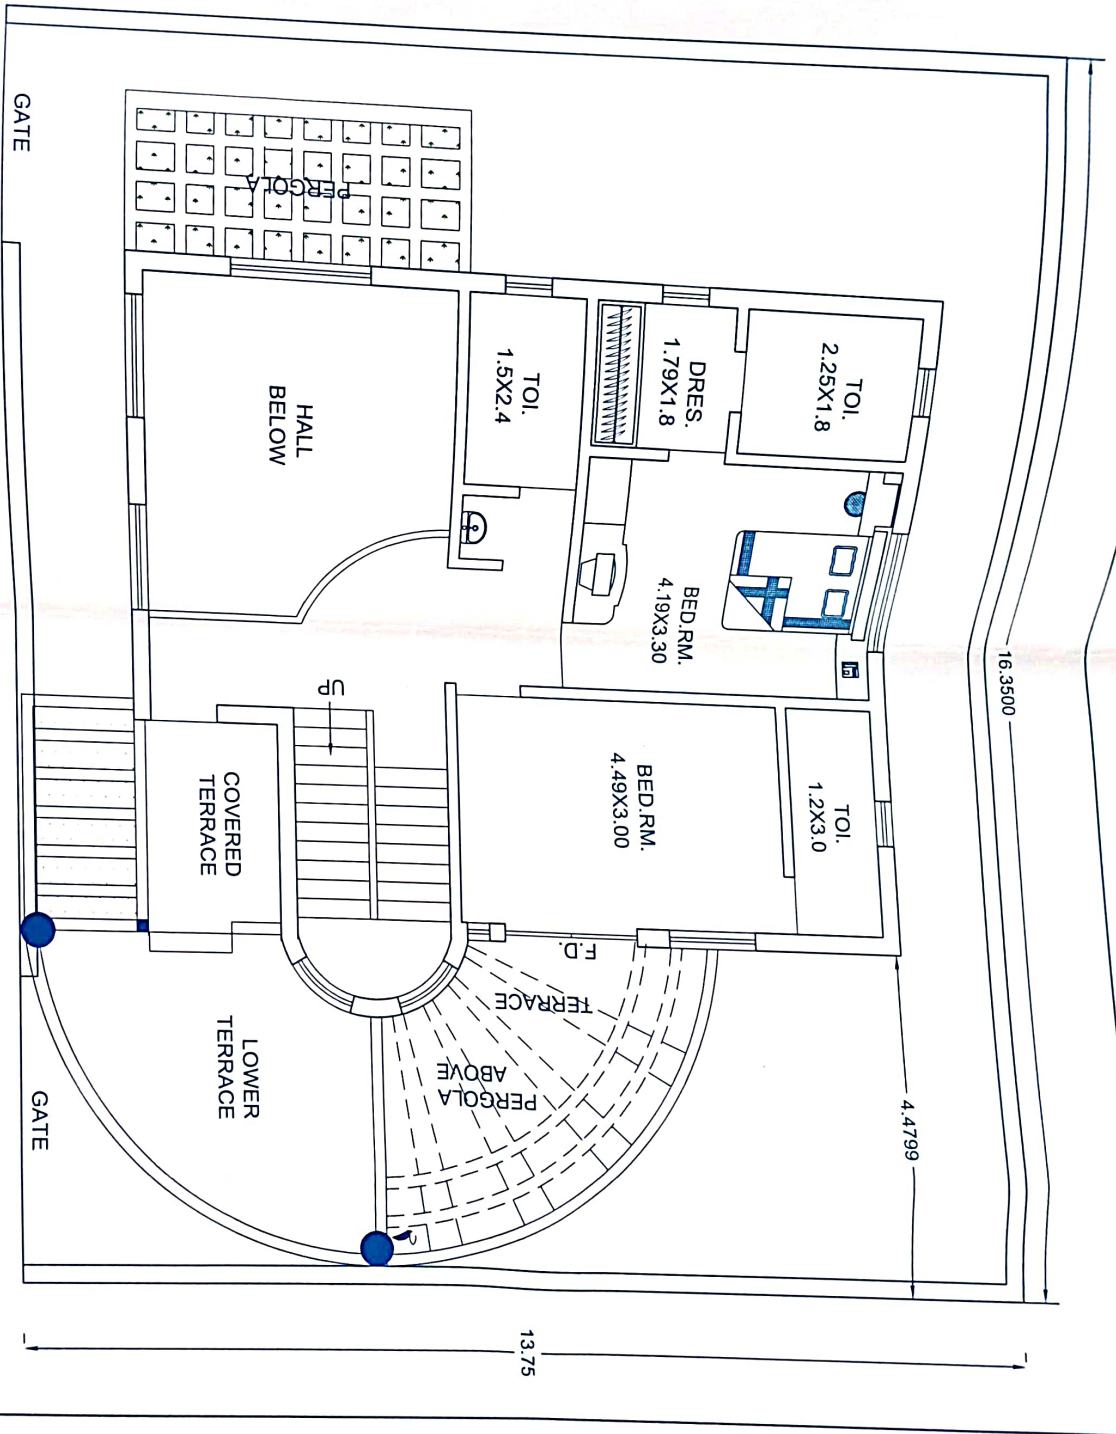 GATE
PERGOLA
HALL
BELOW
TOI.
1.5X2.4
DRES.
1.79X1.8
TOI.
2.25X1.8
BED.RM.
4.19X3.30
UP
COVERED
TERRACE
BED.RM.
4.49X3.00
TOI.
1.2X3.0
F.D.
TERRACE
PERGOLA
ABOVE
LOWER
TERRACE
GATE
16.3500
4.4799
13.75